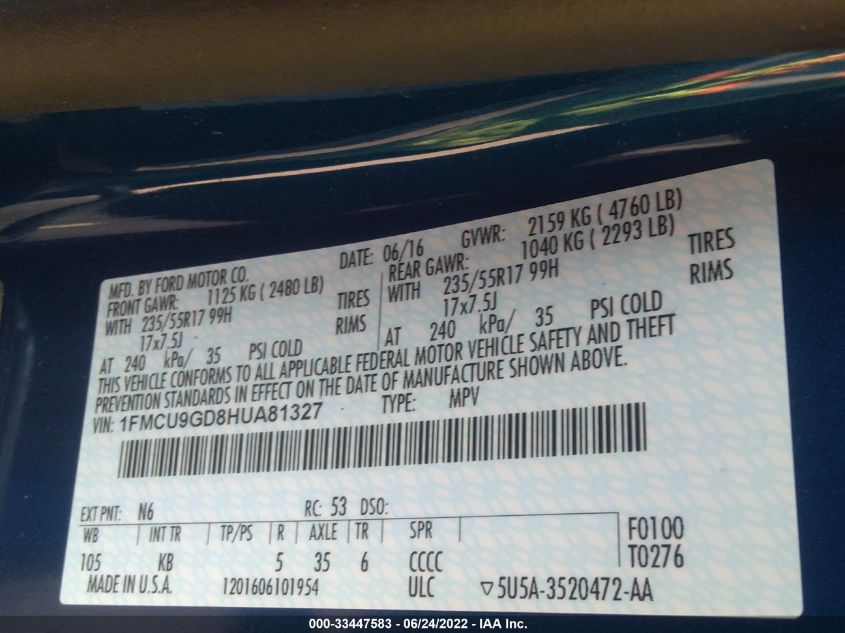 MFD. BY FORD MOTOR CO. DATE: 06/16 GVWR: 2159 KG ( 4760 LB)
FRONT GAWR: 1125 KG ( 2480 LB) REAR GAWR: 1040 KG ( 2293 LB)
WITH 235/55R17 99H TIRES WITH 235/55R17 99H TIRES
17x7.5J RIMS 17x7.5J RIMS
AT 240 kPa/ 35 PSI COLD AT 240 kPa/ 35 PSI COLD
THIS VEHICLE CONFORMS TO ALL APPLICABLE FEDERAL MOTOR VEHICLE SAFETY AND THEFT
PREVENTION STANDARDS IN EFFECT ON THE DATE OF MANUFACTURE SHOWN ABOVE.
VIN: 1FMCU9GD8HUA81327 TYPE: MPV
EXT PNT: N6 RC: 53 DSO:
WB INT TR TP/PS R AXLE TR SPR F0100
105 KB 5 35 6 CCCC T0276
MADE IN U.S.A. 1201606101954 ULC ▽5U5A-3520472-AA
000-33447583 - 06/24/2022 - IAA Inc.